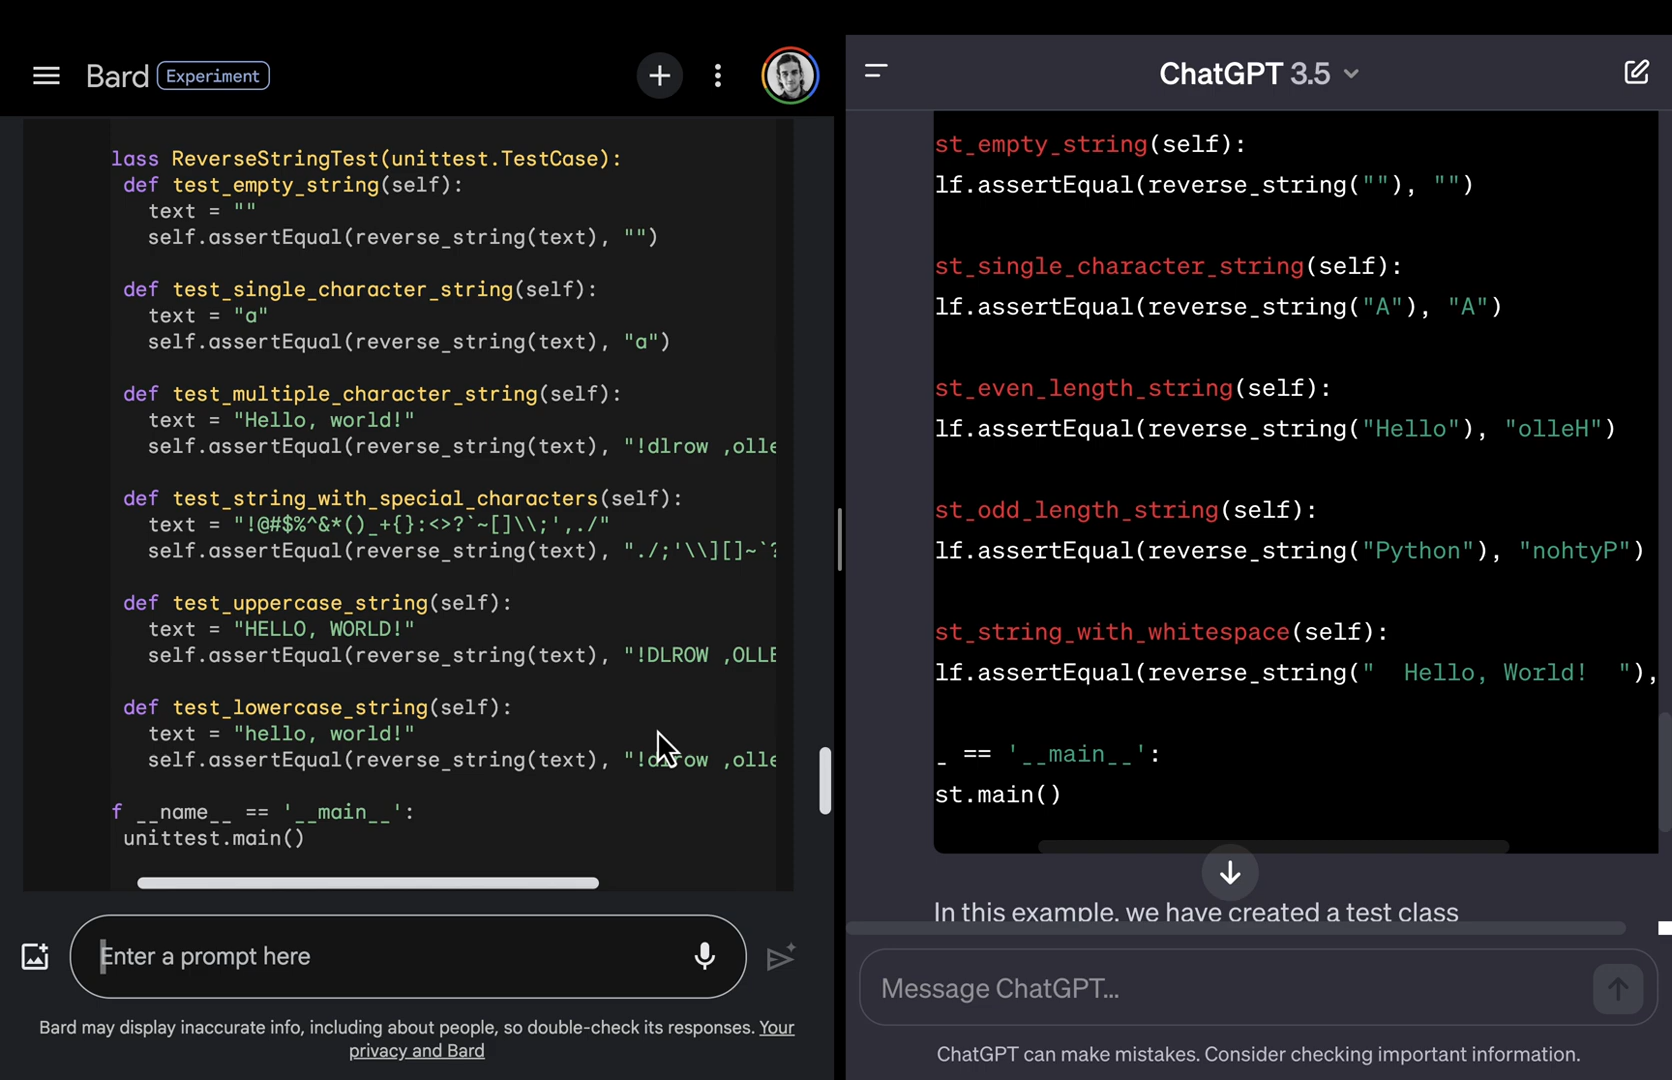 Bard Experiment
lass ReverseStringTest(unittest.TestCase):
def test_empty_string(self):
text = ""
self.assertEqual(reverse_string(text), "")
def test_single_character_string(self):
text = "a"
self.assertEqual(reverse_string(text), "a")
def test_multiple_character_string(self):
text = "Hello, world!"
self.assertEqual(reverse_string(text), "!dlrow ,olle
def test_string_with_special_characters(self):
text = "!@#$%^&*()_+{}:<>?`~[]\\;',./"
self.assertEqual(reverse_string(text), "./;'\\][]~`?
def test_uppercase_string(self):
text = "HELLO, WORLD!"
self.assertEqual(reverse_string(text), "!DLROW ,OLLE
def test_lowercase_string(self):
text = "hello, world!"
self.assertEqual(reverse_string(text), "!dlrow ,olle
f __name__ == '__main__':
unittest.main()
Enter a prompt here
Bard may display inaccurate info, including about people, so double-check its responses. Your
privacy and Bard
ChatGPT 3.5
st_empty_string(self):
lf.assertEqual(reverse_string(""), "")
st_single_character_string(self):
lf.assertEqual(reverse_string("A"), "A")
st_even_length_string(self):
lf.assertEqual(reverse_string("Hello"), "olleH")
st_odd_length_string(self):
lf.assertEqual(reverse_string("Python"), "nohtyP")
st_string_with_whitespace(self):
lf.assertEqual(reverse_string("  Hello, World!  "),
_ == '__main__':
st.main()
In this example, we have created a test class
Message ChatGPT...
ChatGPT can make mistakes. Consider checking important information.